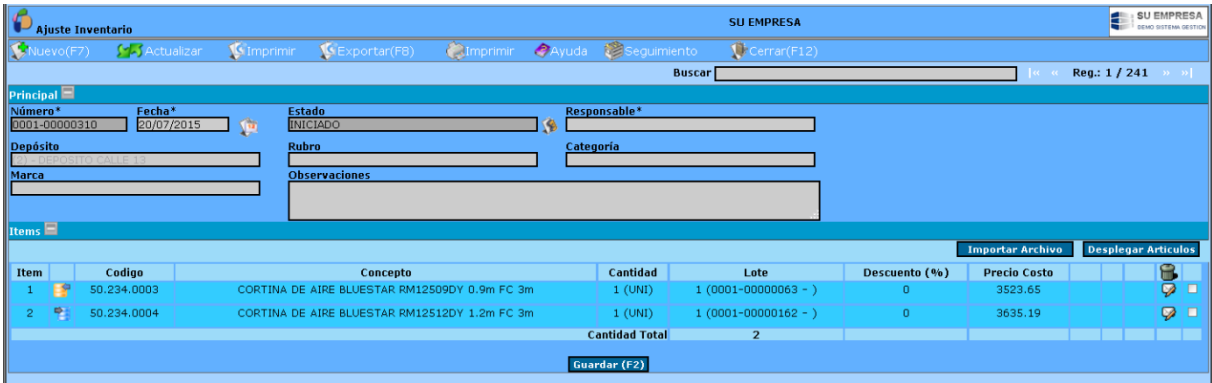 Ajuste Inventario
SU EMPRESA
SU EMPRESA
DEMO SISTEMA GESTION
Nuevo(F7) Actualizar Imprimir Exportar(F8) Imprimir Ayuda Seguimiento Cerrar(F12)
Buscar |‹‹ ‹‹ Reg.: 1 / 241 ›› ››|
Principal
Número* Fecha* Estado Responsable*
0001-00000310 20/07/2015 INICIADO
Depósito Rubro Categoría
(2) - DEPOSITO CALLE 13
Marca Observaciones
Items
Importar Archivo Desplegar Articulos
Item Codigo Concepto Cantidad Lote Descuento (%) Precio Costo
1 50.234.0003 CORTINA DE AIRE BLUESTAR RM12509DY 0.9m FC 3m 1 (UNI) 1 (0001-00000063 - ) 0 3523.65
2 50.234.0004 CORTINA DE AIRE BLUESTAR RM12512DY 1.2m FC 3m 1 (UNI) 1 (0001-00000162 - ) 0 3635.19
Cantidad Total 2
Guardar (F2)